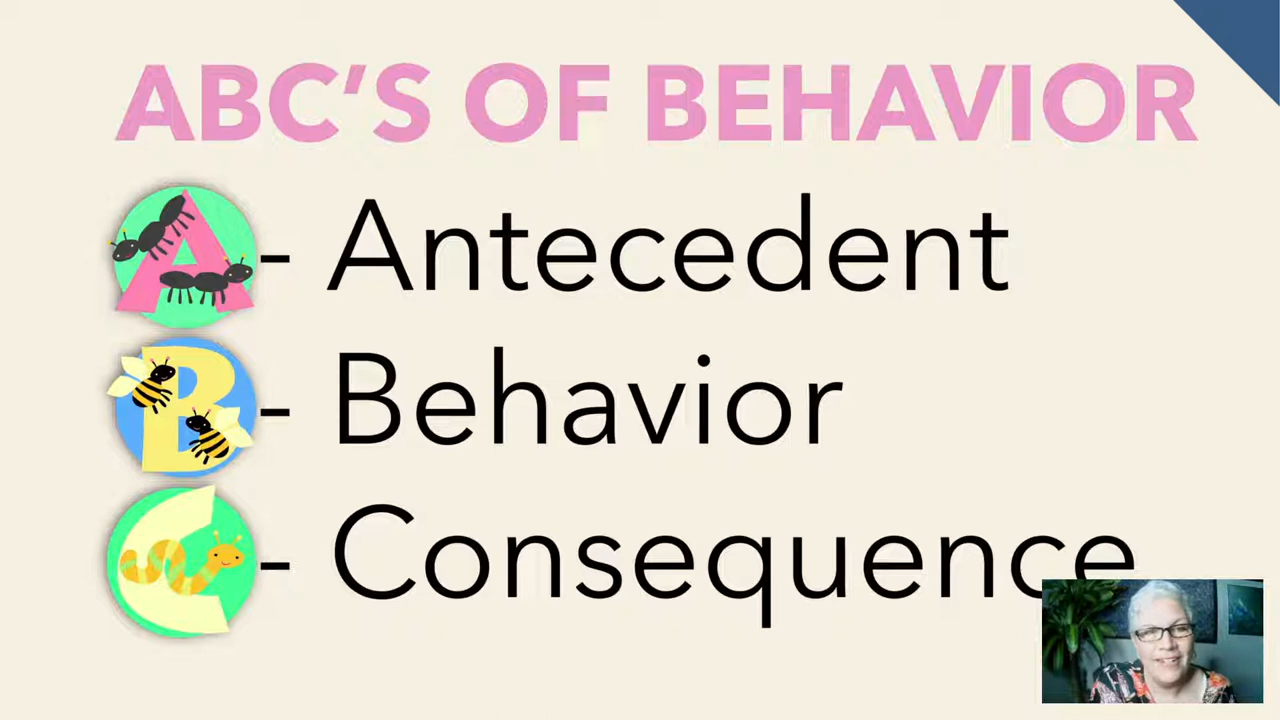 ABC'S OF BEHAVIOR
A - Antecedent
B - Behavior
C - Consequence